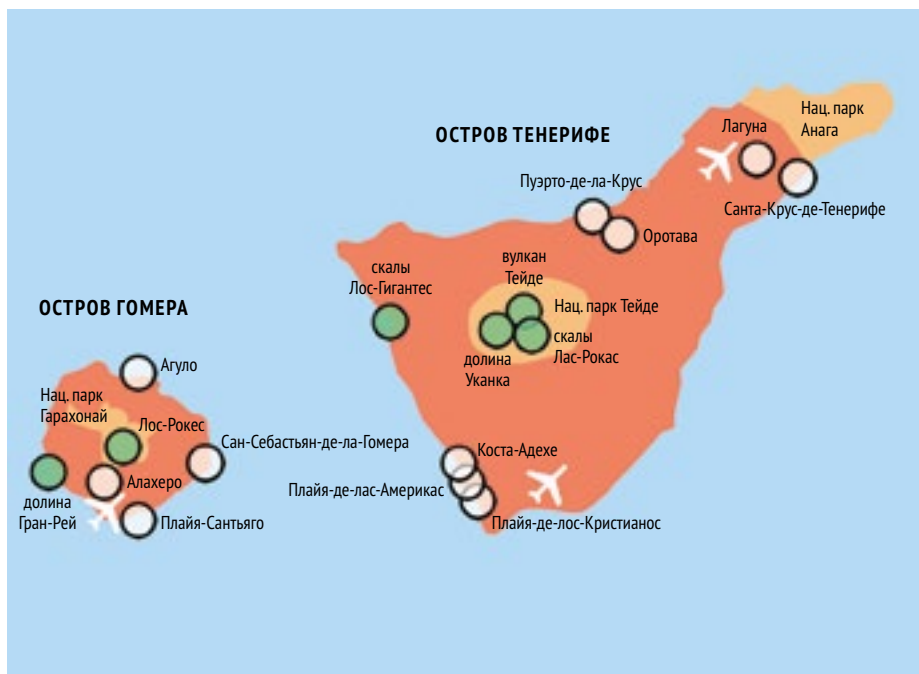 Нац. парк
Анага
Лагуна
ОСТРОВ ТЕНЕРИФЕ
Пуэрто-де-ла-Крус
Санта-Крус-де-Тенерифе
Оротава
вулкан
Тейде
скалы
Лос-Гигантес
Нац. парк Тейде
ОСТРОВ ГОМЕРА
скалы
Лас-Рокас
долина
Уканка
Агуло
Нац. парк
Гарахонай
Лос-Рокес
Сан-Себастьян-де-ла-Гомера
Коста-Адехе
Алахеро
Плайя-де-лас-Америкас
долина
Гран-Рей
Плайя-Сантьяго
Плайя-де-лос-Кристианос